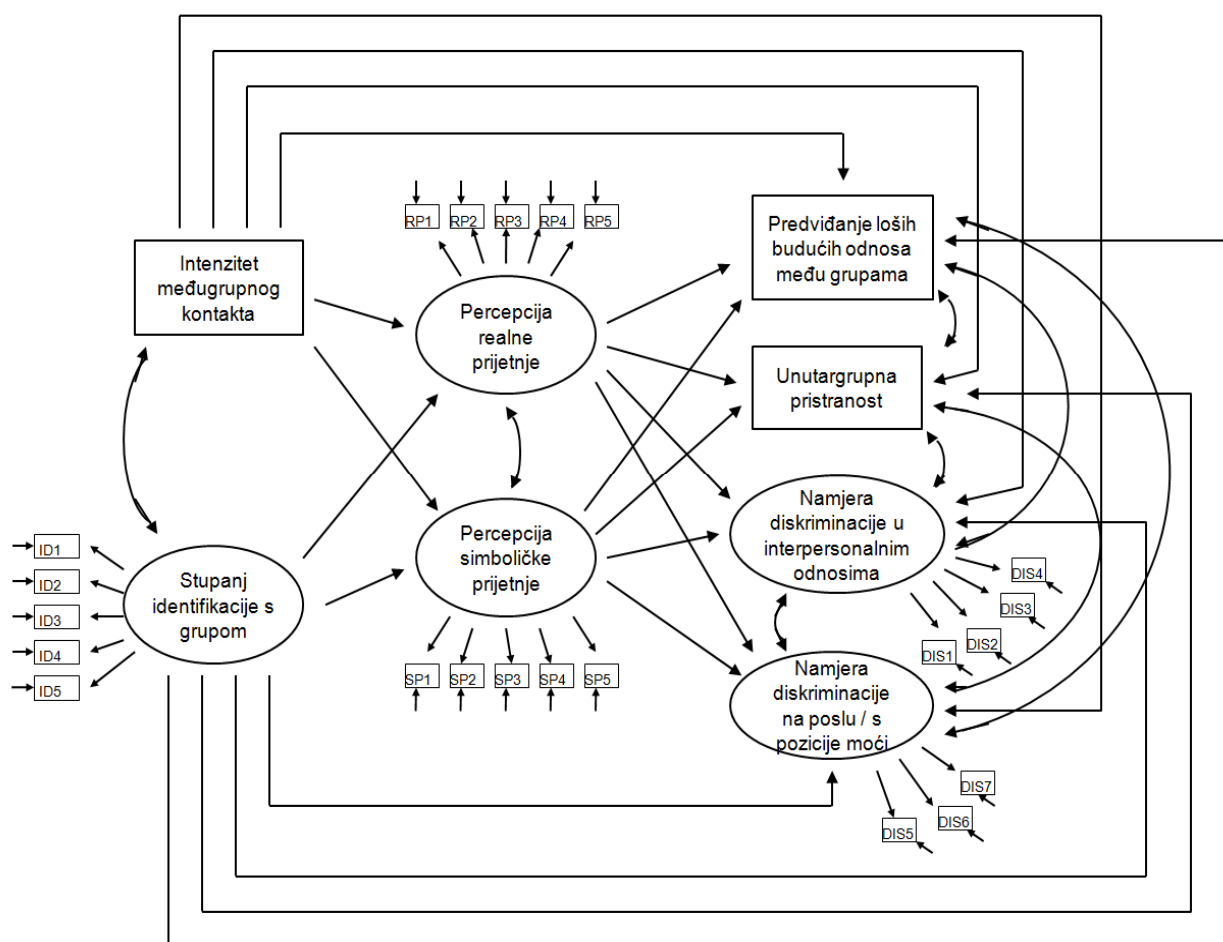 RP1 RP2 RP3 RP4 RP5
Intenzitet
međugrupnog
kontakta
Percepcija
realne
prijetnje
Predviđanje loših
budućih odnosa
među grupama
Unutargrupna
pristranost
ID1
ID2
ID3
ID4
ID5
Stupanj
identifikacije s
grupom
Percepcija
simboličke
prijetnje
SP1 SP2 SP3 SP4 SP5
Namjera
diskriminacije u
interpersonalnim
odnosima
DIS4
DIS3
DIS2
DIS1
Namjera
diskriminacije
na poslu / s
pozicije moći
DIS7
DIS6
DIS5